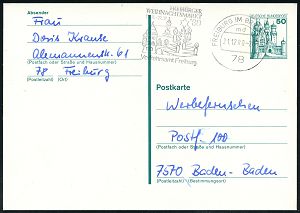 Absender
Frau
Doris Krause
Alemannenstr. 61
(Postfach oder Straße und Hausnummer)
78 Freiburg
(Postleitzahl) (Ort)
FREIBURGER
WEIHNACHTSMARKT
Verkehrsamt Freiburg
FREIBURG IM
78
DEUTSCHE BUNDESPOST
60
Postkarte
Werbefernsehen
Postf. 100
(Postfach oder Straße und Hausnummer)
7570 Baden-Baden
(Postleitzahl) (Bestimmungsort)